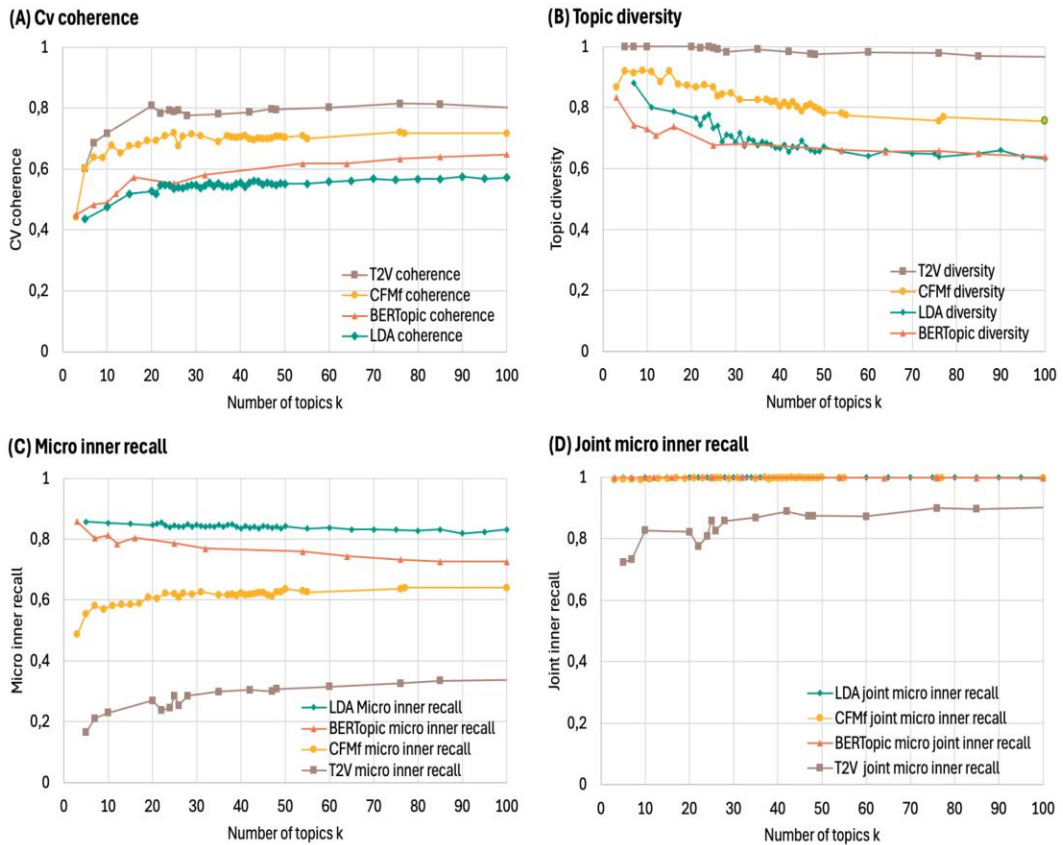 (A) Cv coherence
1
0,8
0,6
0,4
0,2
0
CV coherence
T2V coherence
CFMf coherence
BERTopic coherence
LDA coherence
0 10 20 30 40 50 60 70 80 90 100
Number of topics k
(B) Topic diversity
1
0,8
0,6
0,4
0,2
0
Topic diversity
T2V diversity
CFMf diversity
LDA diversity
BERTopic diversity
0 10 20 30 40 50 60 70 80 90 100
Number of topics k
(C) Micro inner recall
1
0,8
0,6
0,4
0,2
0
Micro inner recall
LDA Micro inner recall
BERTopic micro inner recall
CFMf micro inner recall
T2V micro inner recall
0 10 20 30 40 50 60 70 80 90 100
Number of topics k
(D) Joint micro inner recall
1
0,8
0,6
0,4
0,2
0
Joint inner recall
LDA joint micro inner recall
CFMf joint micro inner recall
BERTopic micro joint inner recall
T2V joint micro inner recall
0 10 20 30 40 50 60 70 80 90 100
Number of topics k